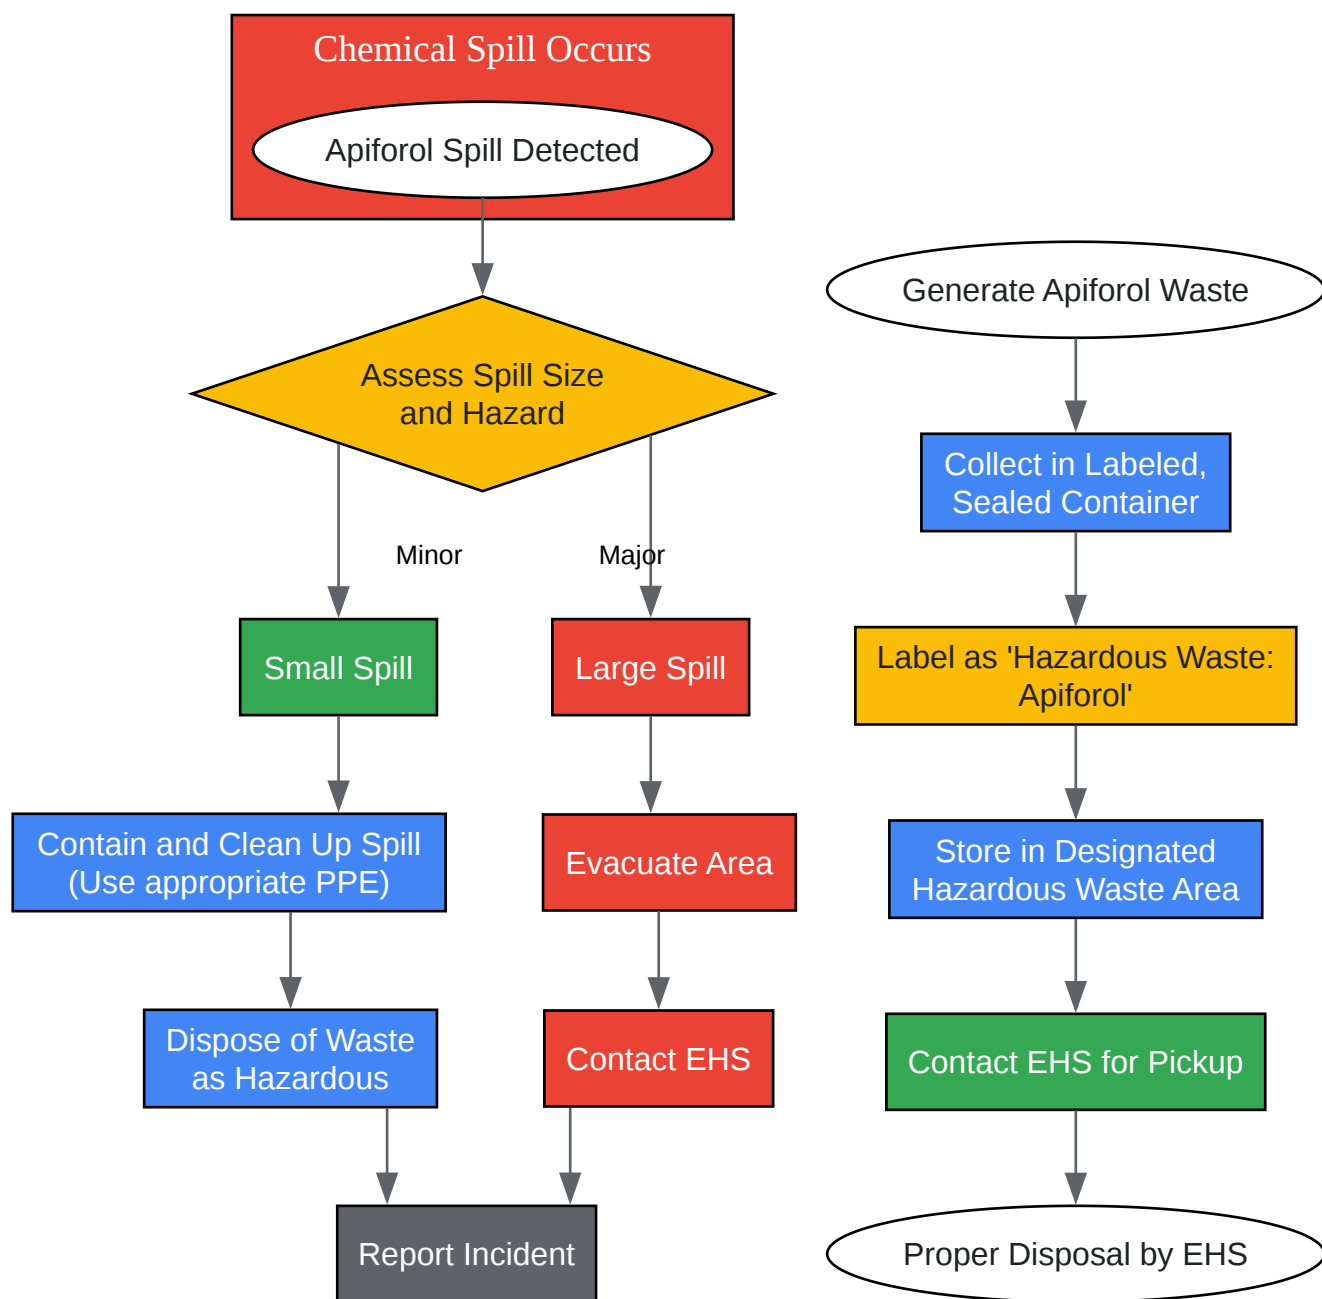 Chemical Spill Occurs
Apiforol Spill Detected
Assess Spill Size
and Hazard
Minor
Major
Small Spill
Large Spill
Contain and Clean Up Spill
(Use appropriate PPE)
Evacuate Area
Dispose of Waste
as Hazardous
Contact EHS
Report Incident
Generate Apiforol Waste
Collect in Labeled,
Sealed Container
Label as 'Hazardous Waste:
Apiforol'
Store in Designated
Hazardous Waste Area
Contact EHS for Pickup
Proper Disposal by EHS